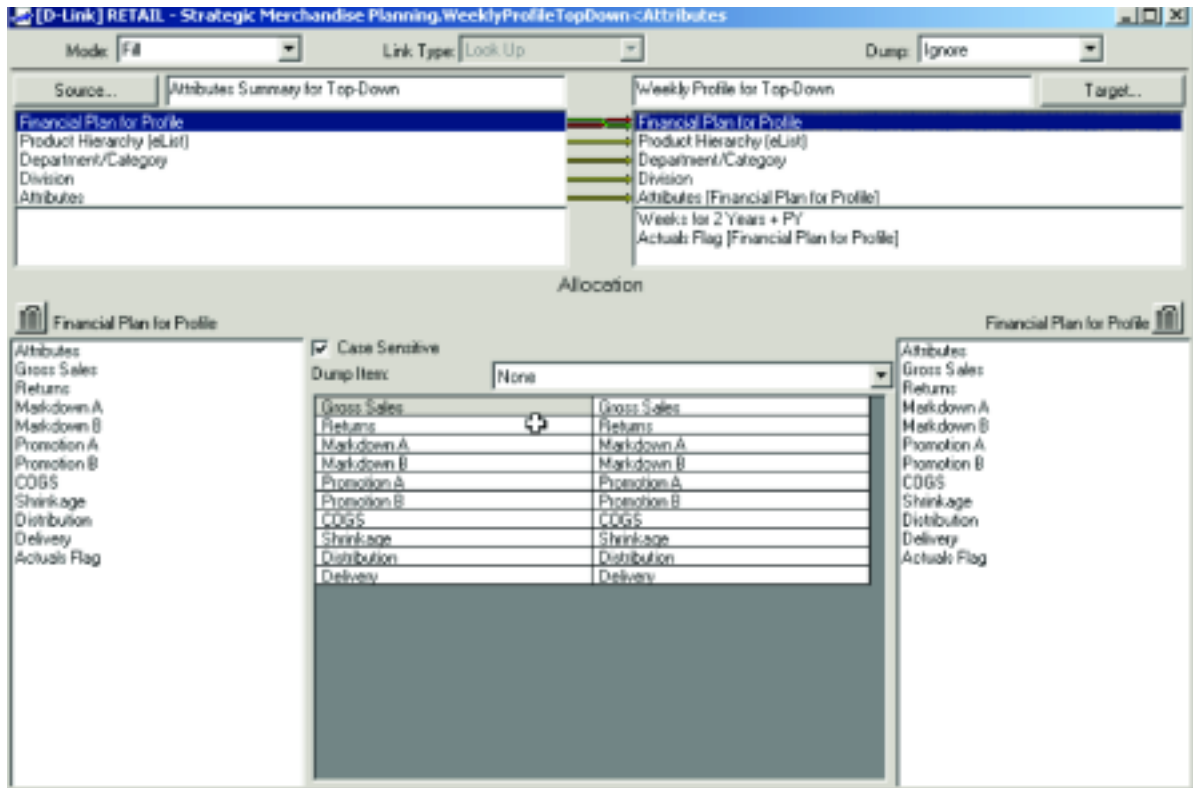 [D-Link] RETAIL - Strategic Merchandise Planning.WeeklyProfileTopDown<Attributes
Mode: Fill Link Type: Look Up Dump: Ignore
Source... Attributes Summary for Top-Down Weekly Profile for Top-Down Target...
Financial Plan for Profile Financial Plan for Profile
Product Hierarchy (eList) Product Hierarchy (eList)
Department/Category Department/Category
Division Division
Attributes Attributes [Financial Plan for Profile]
Weeks for 2 Years + PY
Actuals Flag [Financial Plan for Profile]
Allocation
Financial Plan for Profile Financial Plan for Profile
Attributes
Gross Sales
Returns
Markdown A
Markdown B
Promotion A
Promotion B
COGS
Shrinkage
Distribution
Delivery
Actuals Flag
Case Sensitive
Dump Item: None
Gross Sales Gross Sales
Returns Returns
Markdown A Markdown A
Markdown B Markdown B
Promotion A Promotion A
Promotion B Promotion B
COGS COGS
Shrinkage Shrinkage
Distribution Distribution
Delivery Delivery
Attributes
Gross Sales
Returns
Markdown A
Markdown B
Promotion A
Promotion B
COGS
Shrinkage
Distribution
Delivery
Actuals Flag